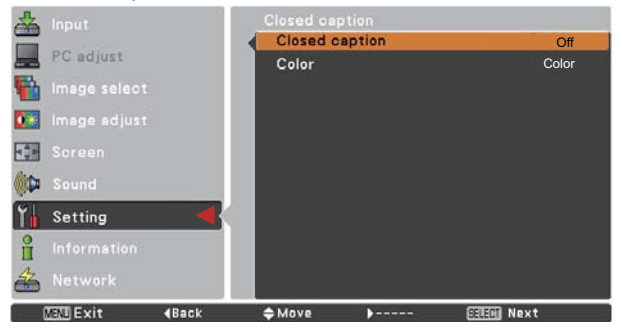 Input
PC adjust
Image select
Image adjust
Screen
Sound
Setting
Information
Network
Closed caption
Closed caption Off
Color Color
MENU Exit ◀Back ◆Move ▶----- SELECT Next